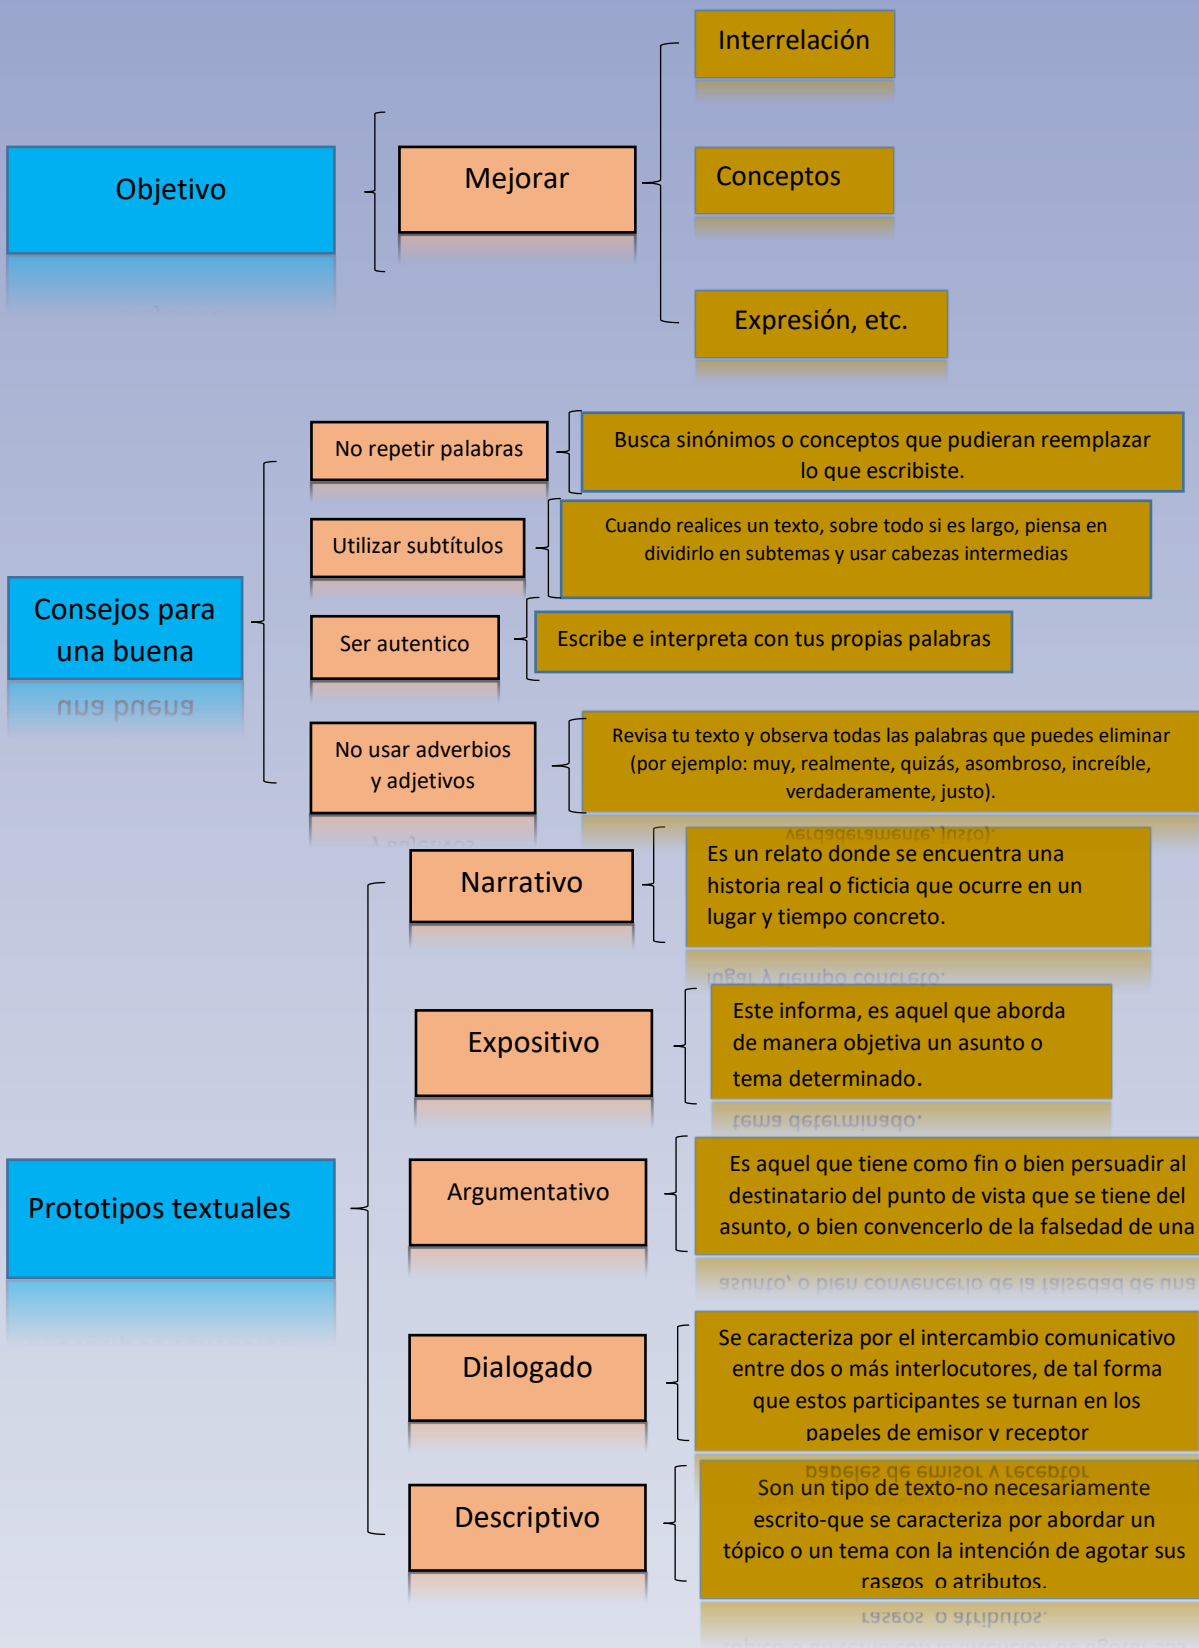 Objetivo
Mejorar
Interrelación
Conceptos
Expresión, etc.
Consejos para
una buena
No repetir palabras
Busca sinónimos o conceptos que pudieran reemplazar
lo que escribiste.
Utilizar subtítulos
Cuando realices un texto, sobre todo si es largo, piensa en
dividirlo en subtemas y usar cabezas intermedias
Ser autentico
Escribe e interpreta con tus propias palabras
No usar adverbios
y adjetivos
Revisa tu texto y observa todas las palabras que puedes eliminar
(por ejemplo: muy, realmente, quizás, asombroso, increíble,
verdaderamente, justo).
Prototipos textuales
Narrativo
Es un relato donde se encuentra una
historia real o ficticia que ocurre en un
lugar y tiempo concreto.
Expositivo
Este informa, es aquel que aborda
de manera objetiva un asunto o
tema determinado.
Argumentativo
Es aquel que tiene como fin o bien persuadir al
destinatario del punto de vista que se tiene del
asunto, o bien convencerlo de la falsedad de una
Dialogado
Se caracteriza por el intercambio comunicativo
entre dos o más interlocutores, de tal forma
que estos participantes se turnan en los
papeles de emisor y receptor
Descriptivo
Son un tipo de texto-no necesariamente
escrito-que se caracteriza por abordar un
tópico o un tema con la intención de agotar sus
rasgos o atributos.